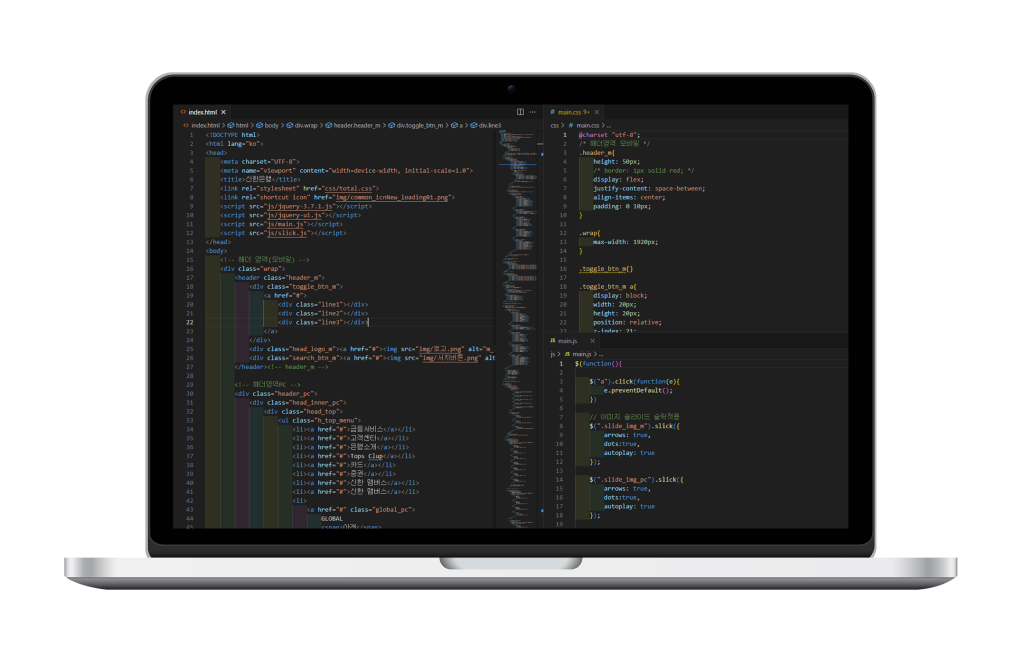 index.html
index.html > html > body > div.wrap > header.header_m > div.toggle_btn_m > a > div.line3
1 <!DOCTYPE html>
2 <html lang="ko">
3 <head>
4 <meta charset="UTF-8">
5 <meta name="viewport" content="width=device-width, initial-scale=1.0">
6 <title>신한은행</title>
7 <link rel="stylesheet" href="css/total.css">
8 <link rel="shortcut icon" href="img/common_icnNew_loading01.png">
9 <script src="js/jquery-3.7.1.js"></script>
10 <script src="js/jquery-ui.js"></script>
11 <script src="js/main.js"></script>
12 <script src="js/slick.js"></script>
13 </head>
14 <body>
15 <!-- 헤더 영역(모바일) -->
16 <div class="wrap">
17 <header class="header_m">
18 <div class="toggle_btn_m">
19 <a href="#">
20 <div class="line1"></div>
21 <div class="line2"></div>
22 <div class="line3"></div>
23 </a>
24 </div>
25 <div class="head_logo_m"><a href="#"><img src="img/로고.png" alt="m_
26 <div class="search_btn_m"><a href="#"><img src="img/서치버튼.png" alt
27 </header><!-- header_m -->
28
29 <!-- 헤더영역PC -->
30 <div class="header_pc">
31 <div class="head_inner_pc">
32 <div class="head_top">
33 <ul class="h_top_menu">
34 <li><a href="#">금융서비스</a></li>
35 <li><a href="#">고객센터</a></li>
36 <li><a href="#">은행소개</a></li>
37 <li><a href="#">Tops Clup</a></li>
38 <li><a href="#">카드</a></li>
39 <li><a href="#">증권</a></li>
40 <li><a href="#">신한 멤버스</a></li>
41 <li><a href="#">신한 멤버스</a></li>
42 <li>
43 <a href="#" class="global_pc">
44 GLOBAL
45 <span>아래</span>
main.css 9+
css > main.css > ...
1 @charset "utf-8";
2 /* 헤더영역 모바일 */
3 .header_m{
4 height: 50px;
5 /* border: 1px solid red; */
6 display: flex;
7 justify-content: space-between;
8 align-items: center;
9 padding: 0 10px;
10 }
11
12 .wrap{
13 max-width: 1920px;
14 }
15
16 .toggle_btn_m{}
17
18 .toggle_btn_m a{
19 display: block;
20 width: 20px;
21 height: 20px;
22 position: relative;
23 z-index: 21;
JS main.js
js > JS main.js > ...
1 $(function(){
2
3 $("a").click(function(e){
4 e.preventDefault();
5 })
6
7 // 이미지 슬라이드 슬릭적용
8 $(".slide_img_m").slick({
9 arrows: true,
10 dots:true,
11 autoplay: true
12 });
13
14 $(".slide_img_pc").slick({
15 arrows: true,
16 dots:true,
17 autoplay: true
18 });
19